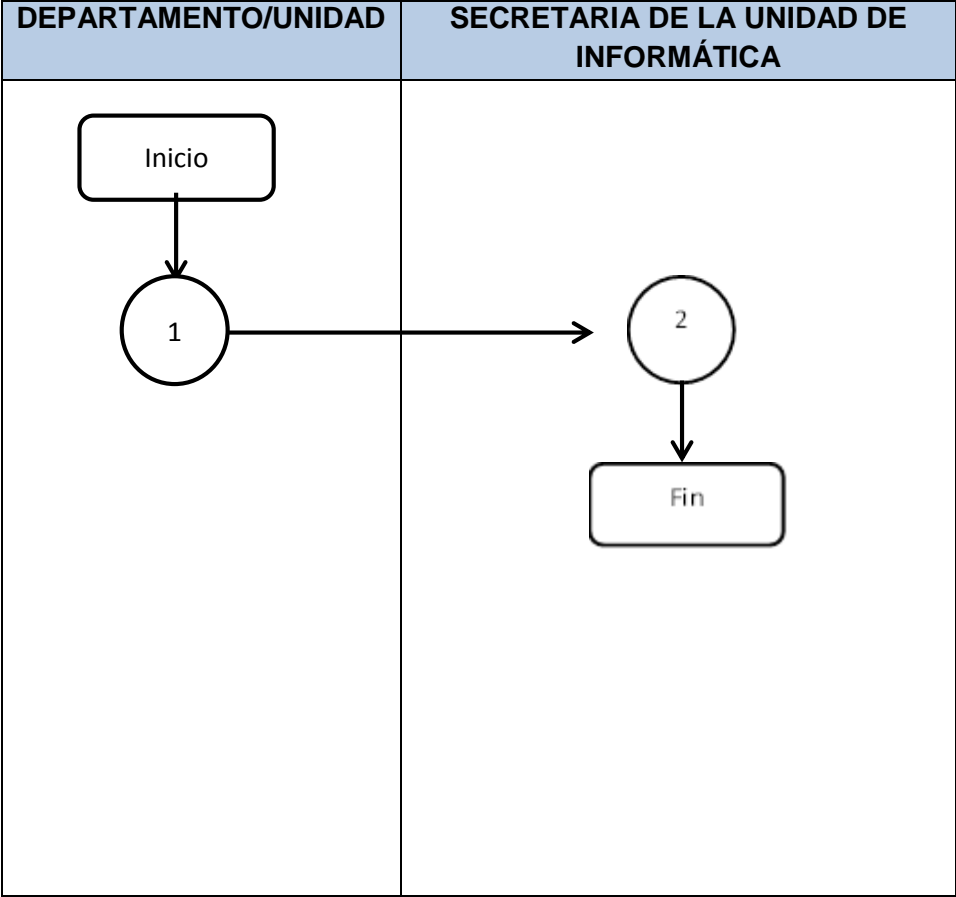 DEPARTAMENTO/UNIDAD
SECRETARIA DE LA UNIDAD DE
INFORMÁTICA
Inicio
1
2
Fin